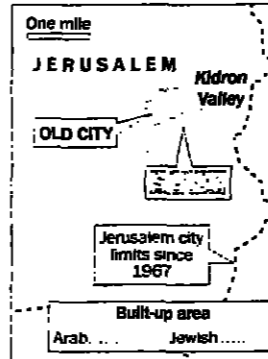 One mile
JERUSALEM
Kidron
Valley
OLD CITY
Jerusalem city
limits since
1967
Built-up area
Arab..... Jewish.....